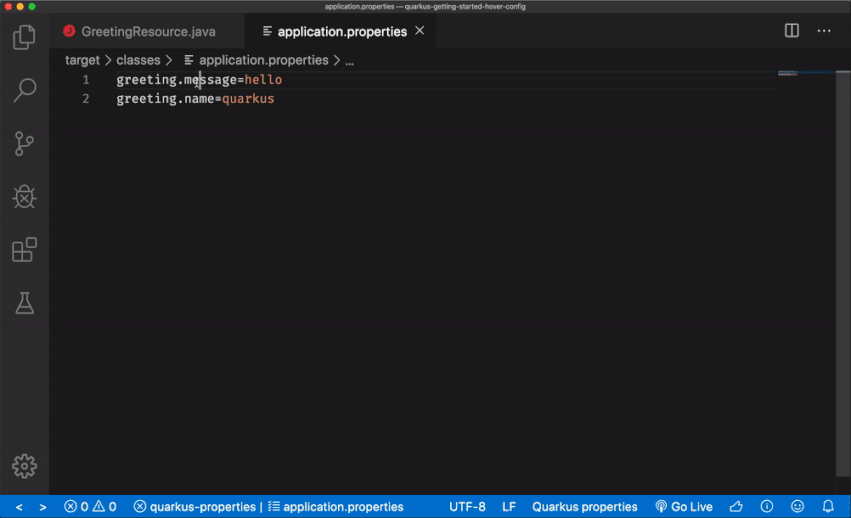 application.properties — quarkus-getting-started-hover-config
GreetingResource.java
application.properties
target > classes > application.properties > ...
1 greeting.message=hello
2 greeting.name=quarkus
< > 0 0 quarkus-properties | application.properties UTF-8 LF Quarkus properties Go Live